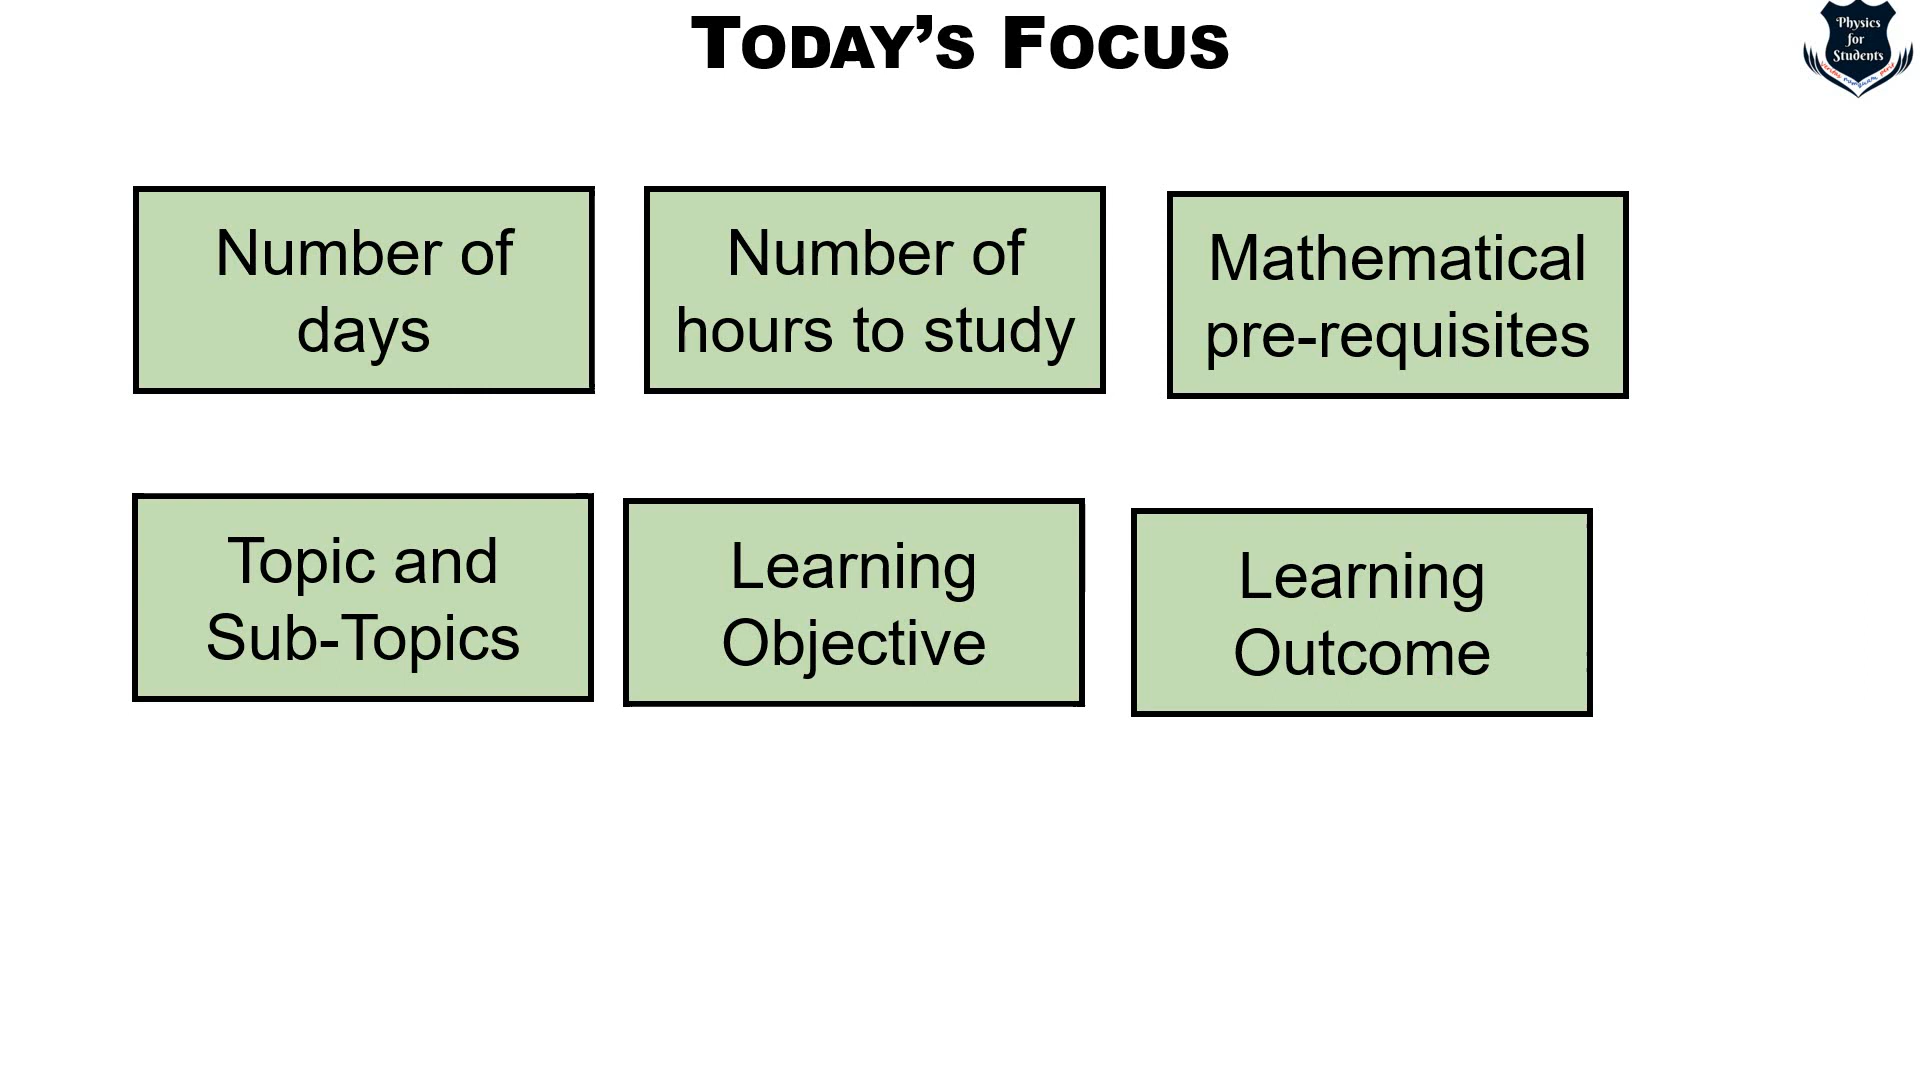 TODAY’S FOCUS
Physics
for
Students
Number of
days
Number of
hours to study
Mathematical
pre-requisites
Topic and
Sub-Topics
Learning
Objective
Learning
Outcome